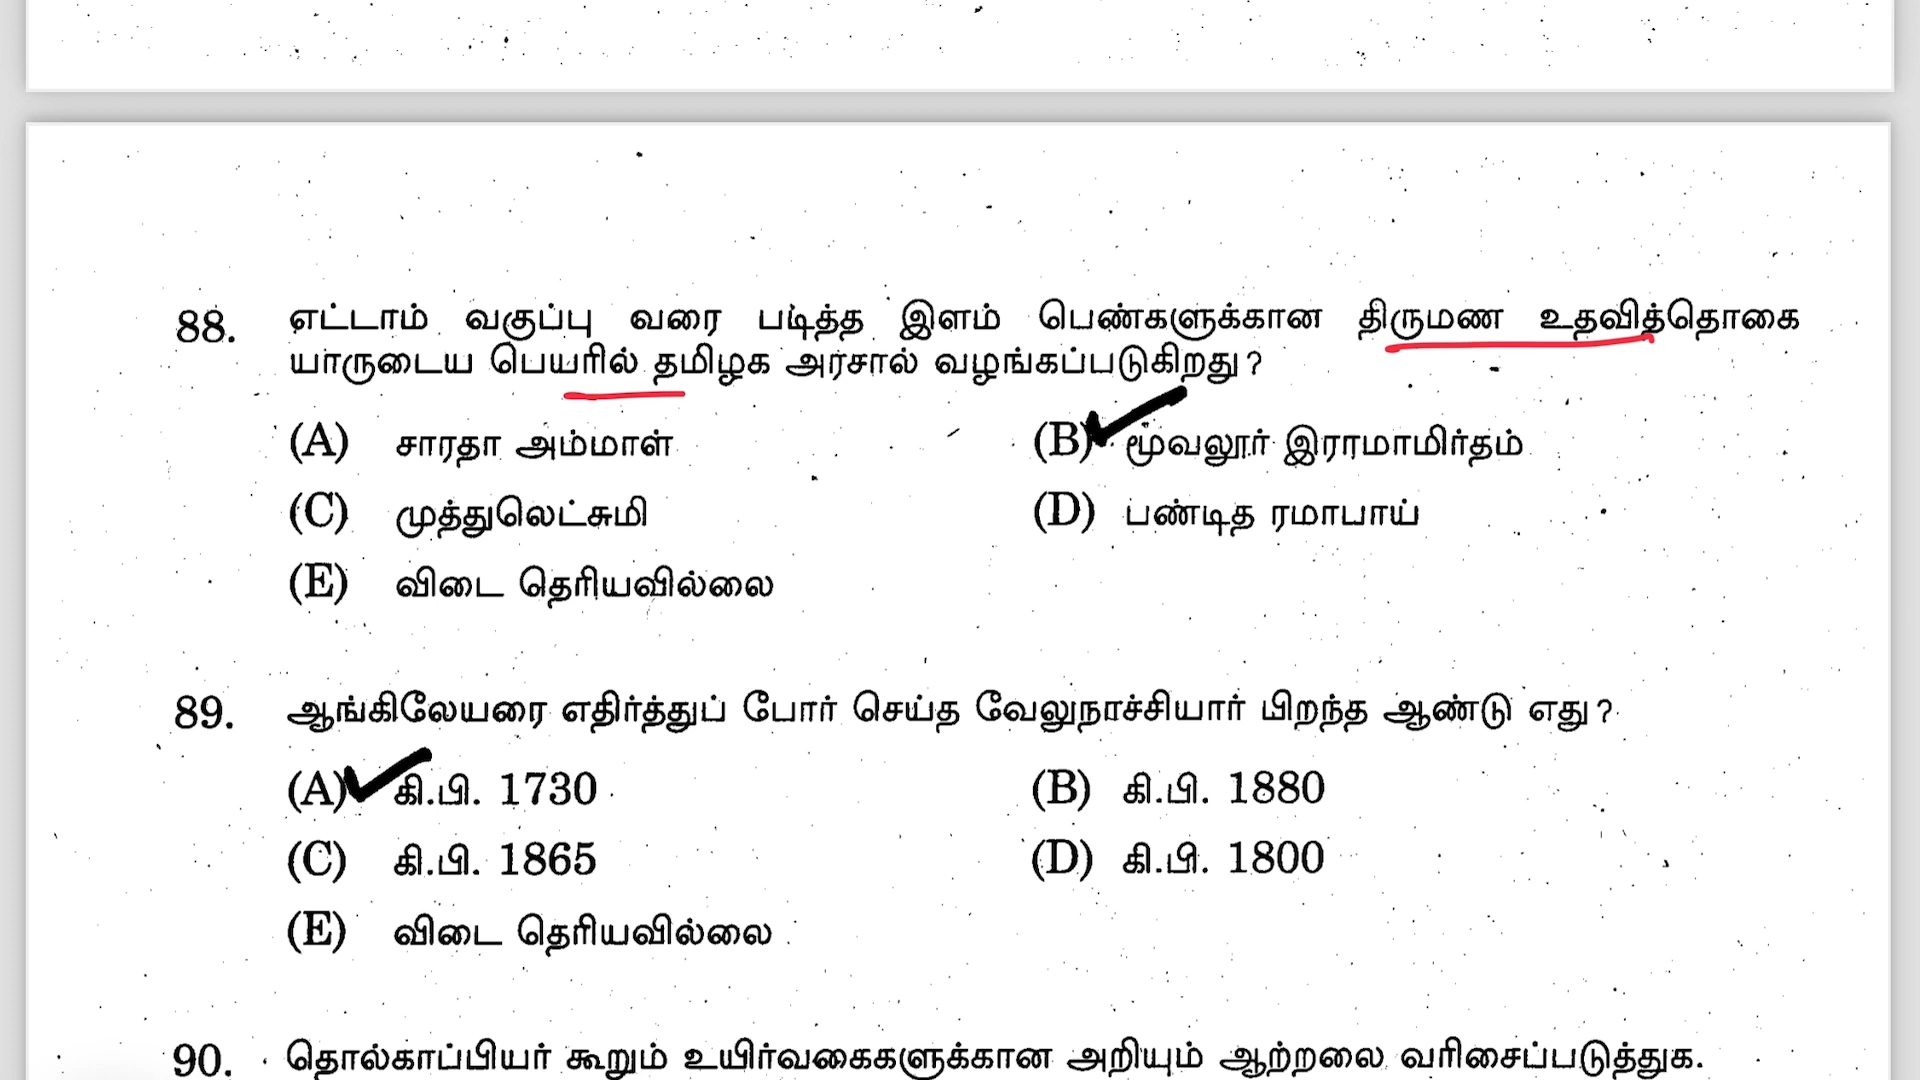 88. எட்டாம் வகுப்பு வரை படித்த இளம் பெண்களுக்கான திருமண உதவித்தொகை
யாருடைய பெயரில் தமிழக அரசால் வழங்கப்படுகிறது?
(A) சாரதா அம்மாள் (B) மூவலூர் இராமாமிர்தம்
(C) முத்துலெட்சுமி (D) பண்டித ரமாபாய்
(E) விடை தெரியவில்லை
89. ஆங்கிலேயரை எதிர்த்துப் போர் செய்த வேலுநாச்சியார் பிறந்த ஆண்டு எது?
(A) கி.பி. 1730 (B) கி.பி. 1880
(C) கி.பி. 1865 (D) கி.பி. 1800
(E) விடை தெரியவில்லை
90. தொல்காப்பியர் கூறும் உயிர்வகைகளுக்கான அறியும் ஆற்றலை வரிசைப்படுத்துக.